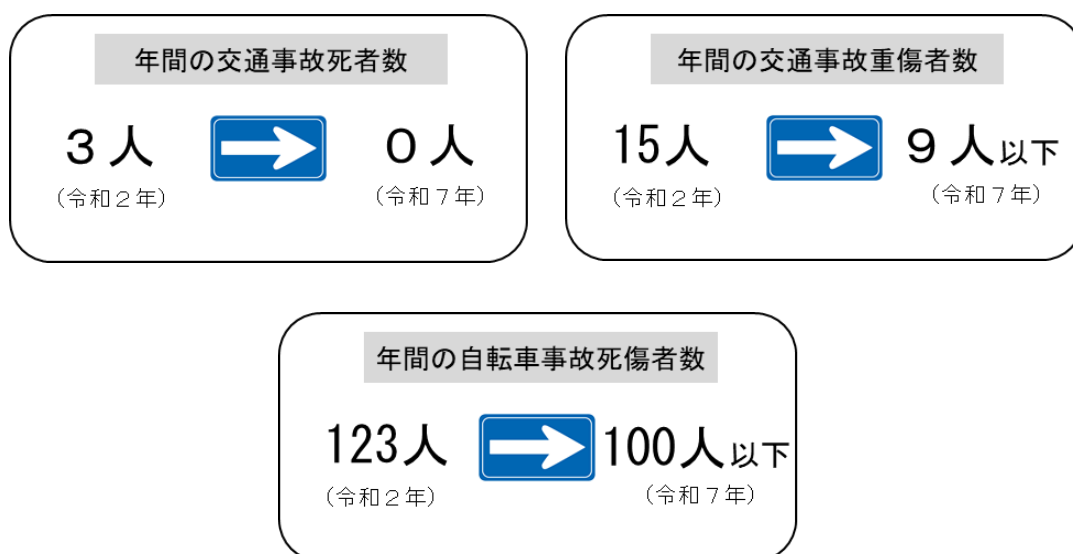 年間の交通事故死者数
３人
０人
（令和２年）
（令和７年）
年間の交通事故重傷者数
15人
９人以下
（令和２年）
（令和７年）
年間の自転車事故死傷者数
123人
100人以下
（令和２年）
（令和７年）